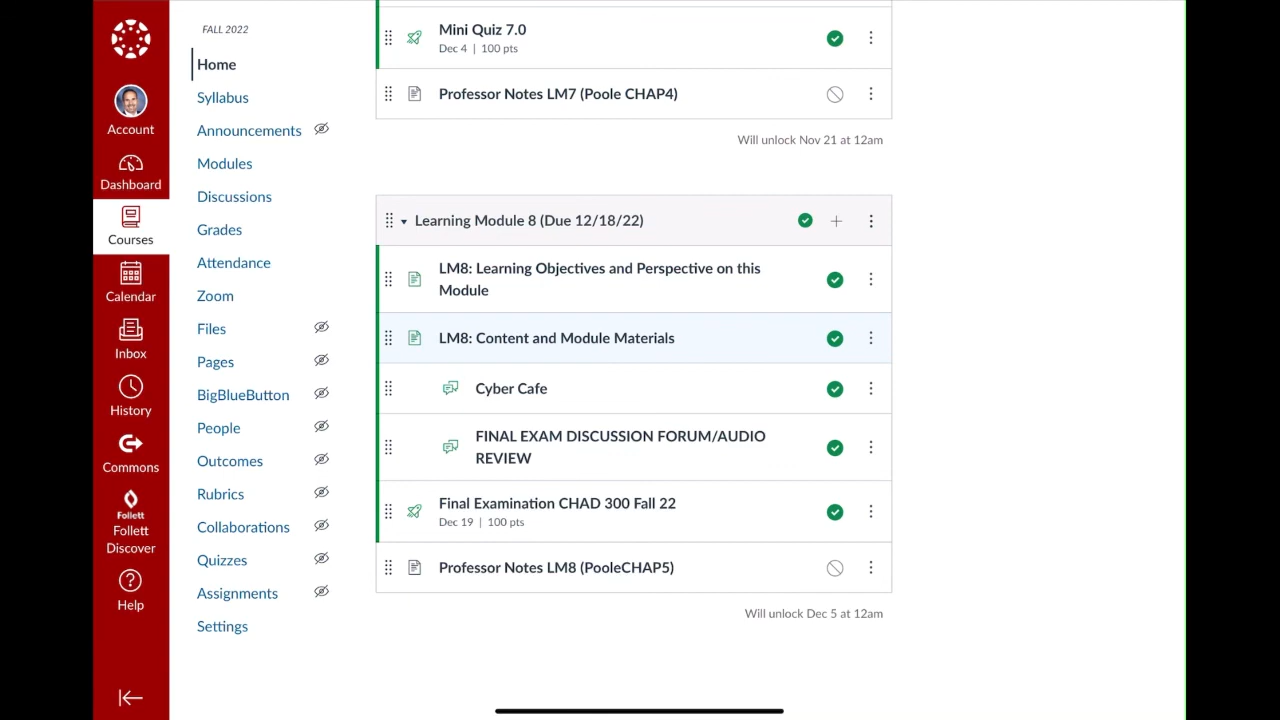 Account
Dashboard
Courses
Calendar
Inbox
History
Commons
Follett
Follett
Discover
Help
FALL 2022
Home
Syllabus
Announcements
Modules
Discussions
Grades
Attendance
Zoom
Files
Pages
BigBlueButton
People
Outcomes
Rubrics
Collaborations
Quizzes
Assignments
Settings
Mini Quiz 7.0
Dec 4 | 100 pts
Professor Notes LM7 (Poole CHAP4)
Will unlock Nov 21 at 12am
Learning Module 8 (Due 12/18/22)
LM8: Learning Objectives and Perspective on this
Module
LM8: Content and Module Materials
Cyber Cafe
FINAL EXAM DISCUSSION FORUM/AUDIO
REVIEW
Final Examination CHAD 300 Fall 22
Dec 19 | 100 pts
Professor Notes LM8 (PooleCHAP5)
Will unlock Dec 5 at 12am